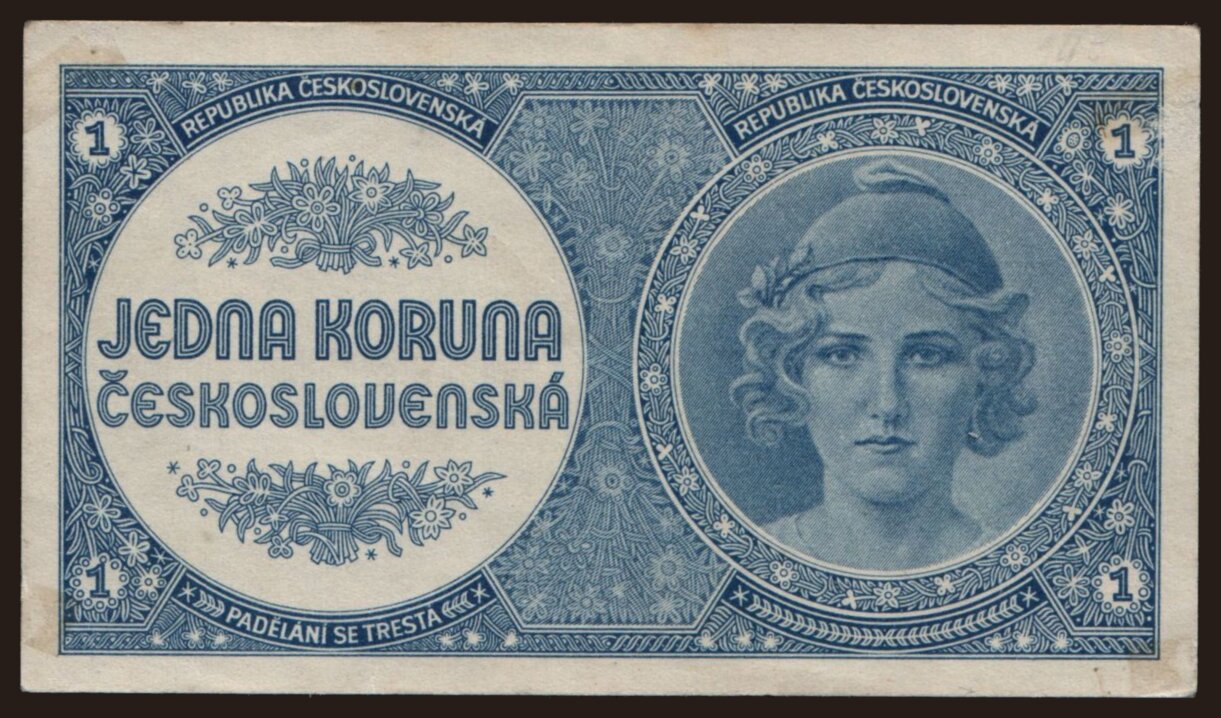 REPUBLIKA ČESKOSLOVENSKÁ
REPUBLIKA ČESKOSLOVENSKÁ
1
1
JEDNA KORUNA
ČESKOSLOVENSKÁ
1
1
PADĚLÁNÍ SE TRESTÁ